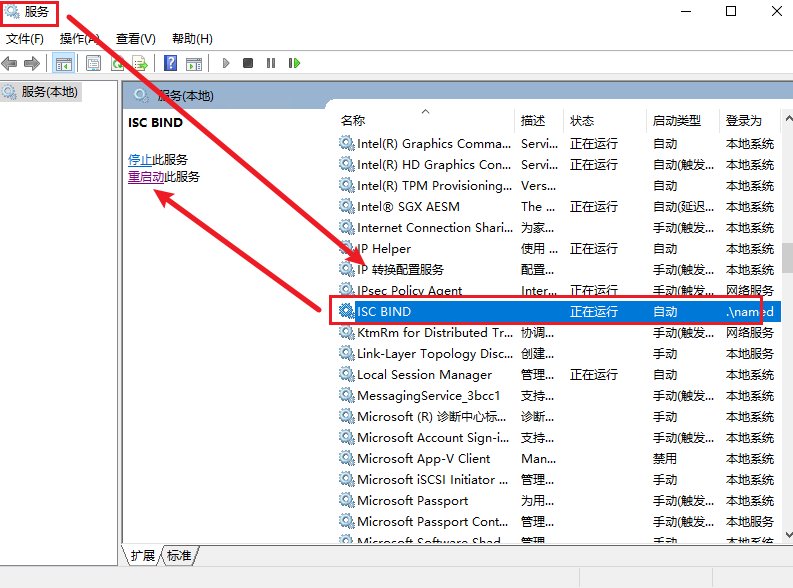 服务
文件(F) 操作(A) 查看(V) 帮助(H)
服务(本地)
服务(本地)
ISC BIND
停止此服务
重启动此服务
名称 描述 状态 启动类型 登录为
Intel(R) Graphics Comma... Servi... 正在运行 自动 本地系统
Intel(R) HD Graphics Con... Servi... 正在运行 自动(触发... 本地系统
Intel(R) TPM Provisioning... Vers... 自动 本地系统
Intel® SGX AESM The ... 正在运行 自动(延迟... 本地系统
Internet Connection Shari... 为家... 手动(触发... 本地系统
IP Helper 使用 ... 正在运行 自动 本地系统
IP 转换配置服务 配置... 手动(触发... 本地系统
IPsec Policy Agent Inter... 正在运行 手动(触发... 网络服务
ISC BIND 正在运行 自动 .\named
KtmRm for Distributed Tr... 协调... 手动(触发... 网络服务
Link-Layer Topology Disc... 创建... 手动 本地服务
Local Session Manager 管理... 正在运行 自动 本地系统
MessagingService_3bcc1 支持... 手动(触发... 本地系统
Microsoft (R) 诊断中心标... 诊断... 手动 本地系统
Microsoft Account Sign-i... 支持... 手动(触发... 本地系统
Microsoft App-V Client Man... 禁用 本地系统
Microsoft iSCSI Initiator ... 管理... 手动 本地系统
Microsoft Passport 为用... 手动(触发... 本地系统
Microsoft Passport Cont... 管理... 手动(触发... 本地服务
Microsoft Software Shad... 管理... 手动 本地系统
扩展 标准